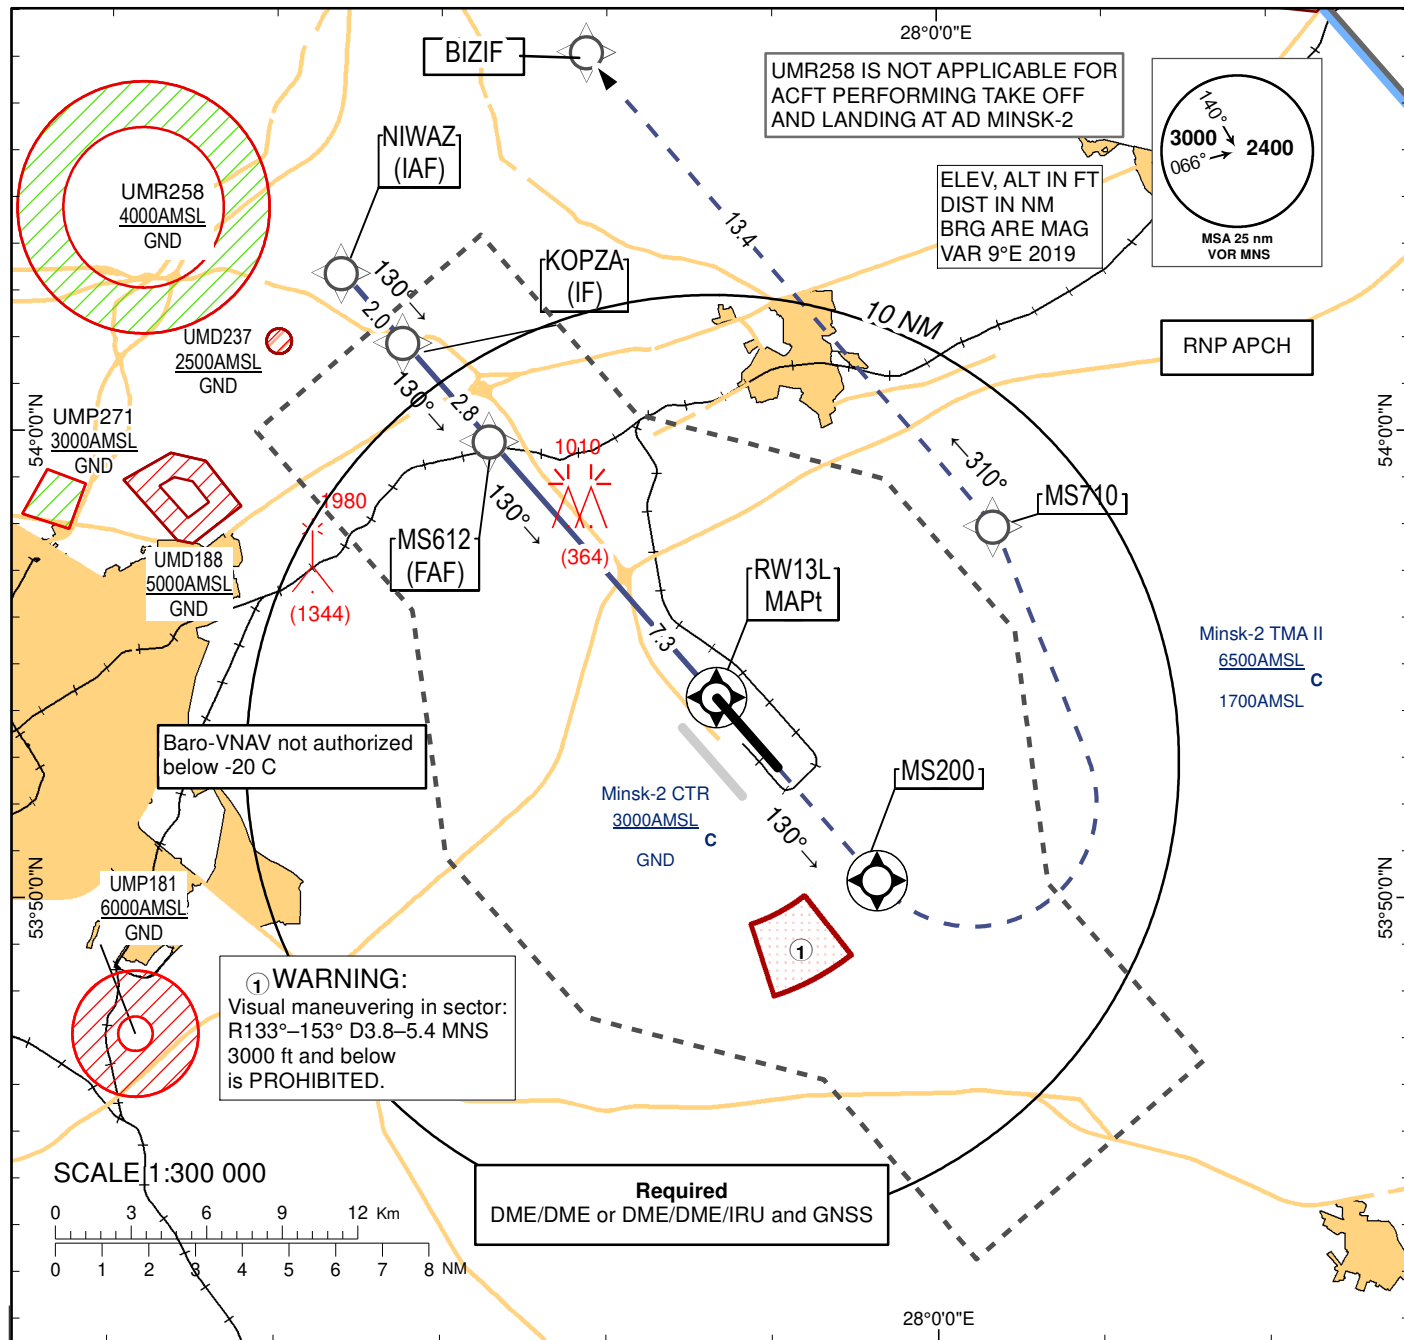 28°0'0"E
BIZIF
UMR258 IS NOT APPLICABLE FOR
ACFT PERFORMING TAKE OFF
AND LANDING AT AD MINSK-2
140°
3000
066°
2400
MSA 25 nm
VOR MNS
NIWAZ
(IAF)
UMR258
4000AMSL
GND
ELEV, ALT IN FT
DIST IN NM
BRG ARE MAG
VAR 9°E 2019
13.4
KOPZA
(IF)
130°→
2.0
10 NM
UMD237
2500AMSL
GND
RNP APCH
130°→
2.8
UMP271
3000AMSL
GND
54°0'0"N
54°0'0"N
1010
←310°
1980
130°→
MS710
MS612
(FAF)
(364)
UMD188
5000AMSL
GND
(1344)
RW13L
MAPt
7.3
Minsk-2 TMA II
6500AMSL
C
1700AMSL
Baro-VNAV not authorized
below -20 C
MS200
Minsk-2 CTR
3000AMSL
C
GND
130°→
53°50'0"N
53°50'0"N
UMP181
6000AMSL
GND
1
1 WARNING:
Visual maneuvering in sector:
R133°–153° D3.8–5.4 MNS
3000 ft and below
is PROHIBITED.
SCALE 1:300 000
0 3 6 9 12 Km
0 1 2 3 4 5 6 7 8 NM
Required
DME/DME or DME/DME/IRU and GNSS
28°0'0"E